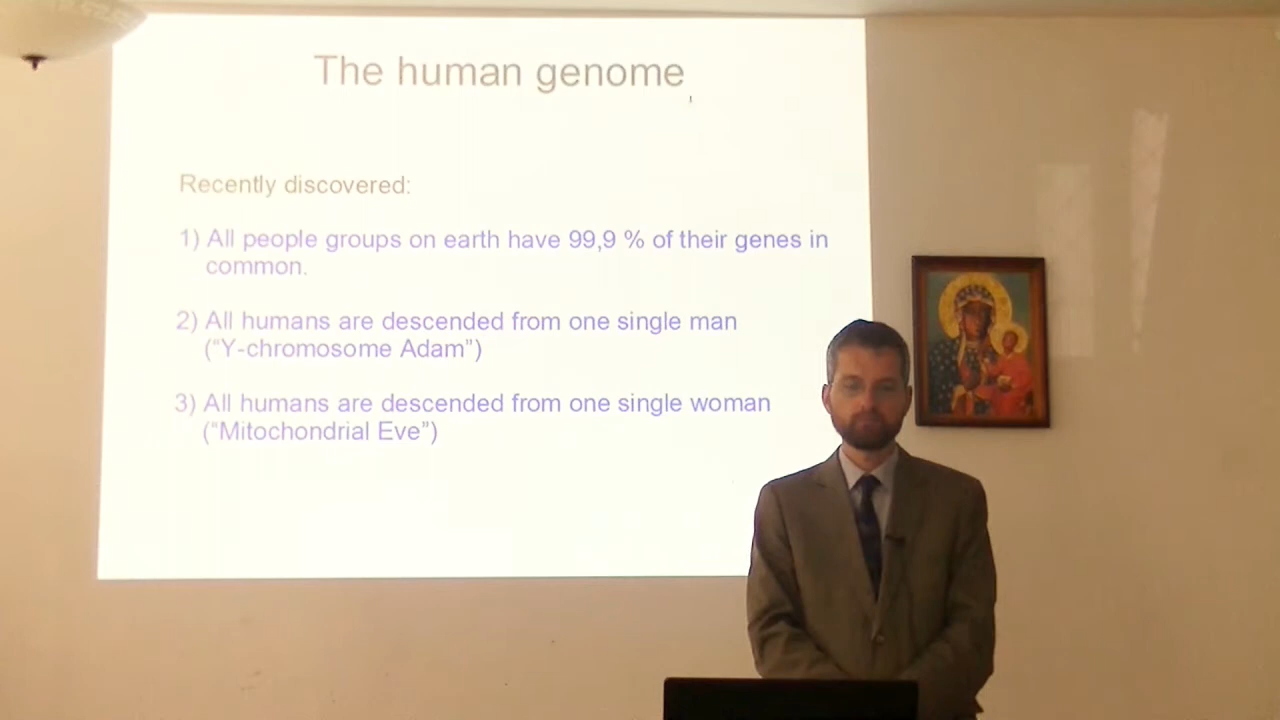 The human genome
Recently discovered:
1) All people groups on earth have 99,9 % of their genes in
common.
2) All humans are descended from one single man
(“Y-chromosome Adam”)
3) All humans are descended from one single woman
(“Mitochondrial Eve”)